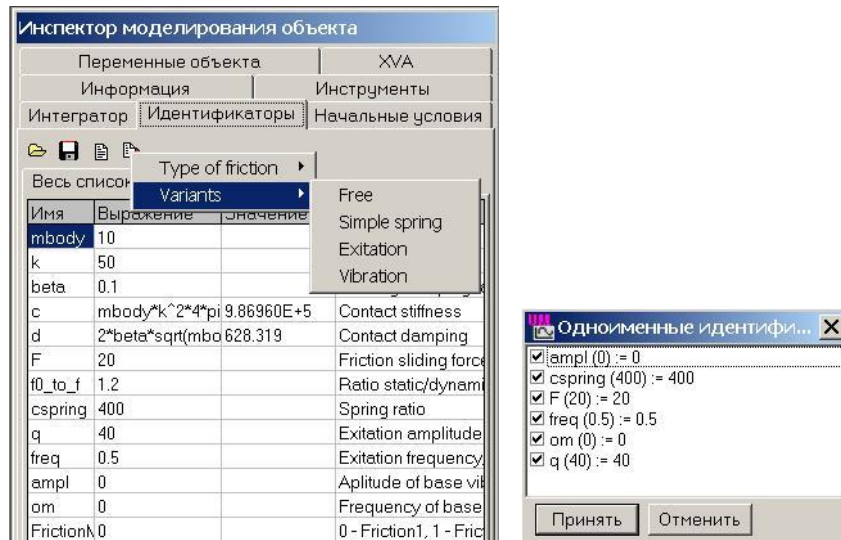 Инспектор моделирования объекта
Переменные объекта XVA
Информация Инструменты
Интегратор Идентификаторы Начальные условия
Type of friction
Variants
Free
Simple spring
Exitation
Vibration
Весь
Имя Выражение Значение
mbody 10
k 50
beta 0.1
c mbody*k^2*4*pi 9.86960E+5 Contact stiffness
d 2*beta*sqrt(mbo 628.319 Contact damping
F 20 Friction sliding force
f0_to_f 1.2 Ratio static/dynami
cspring 400 Spring ratio
q 40 Exitation amplitude
freq 0.5 Exitation frequency,
ampl 0 Aplitude of base vib
om 0 Frequency of base
Friction 0 0 - Friction1, 1 - Fric
Одноименные идентифи...
ampl (0) := 0
cspring (400) := 400
F (20) := 20
freq (0.5) := 0.5
om (0) := 0
q (40) := 40
Принять Отменить